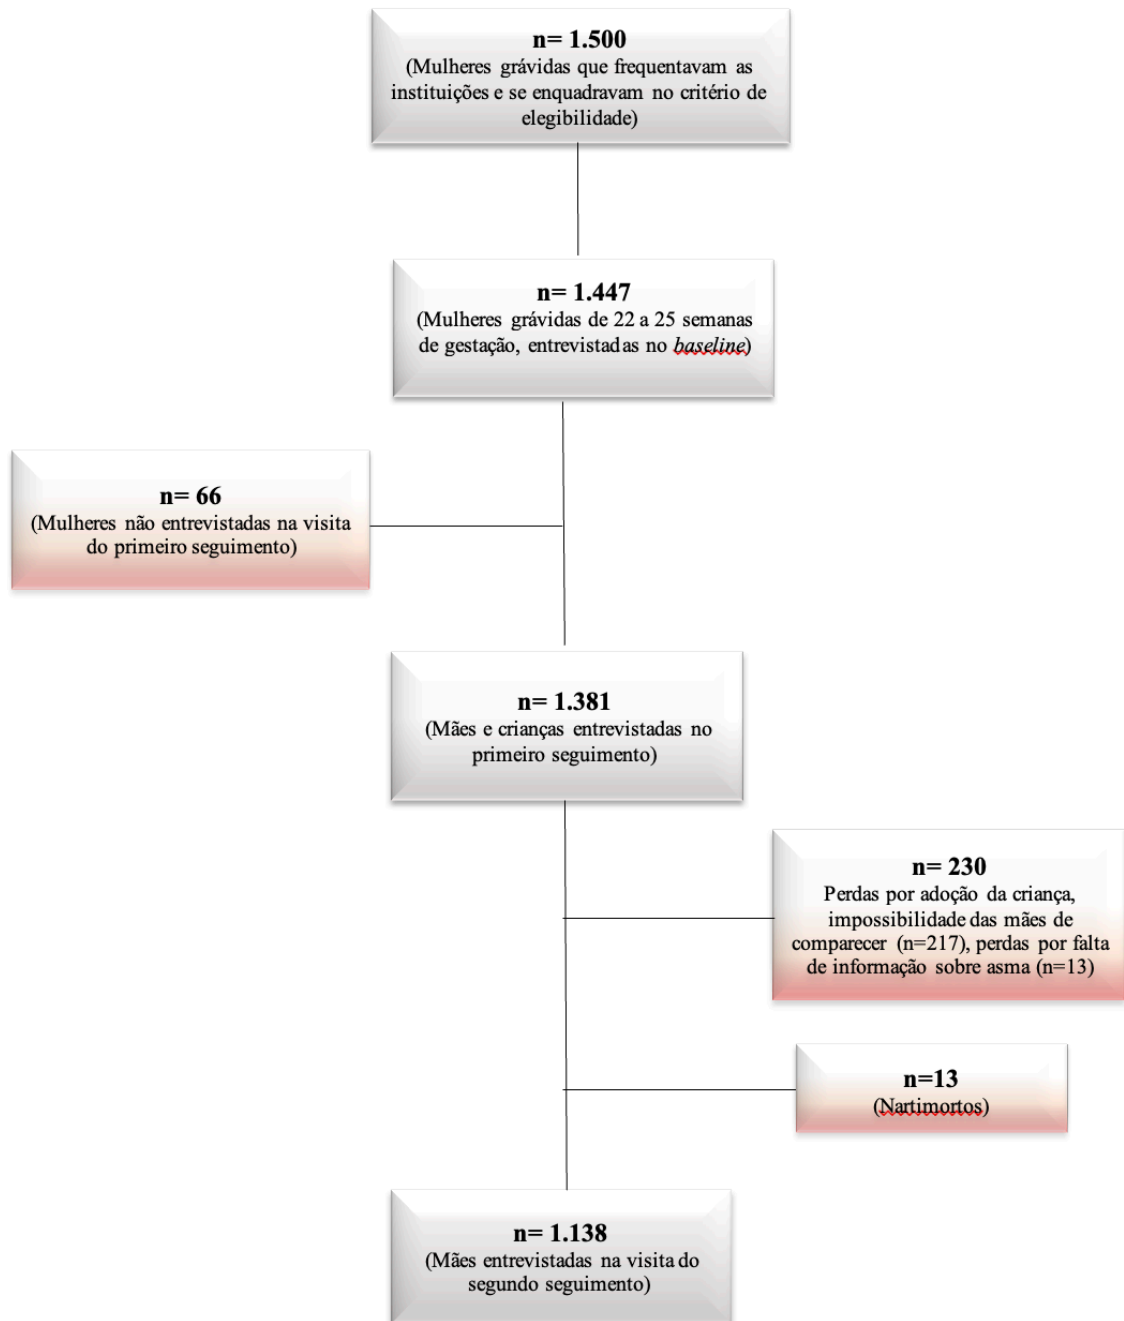 n= 1.500
(Mulheres grávidas que frequentavam as
instituições e se enquadravam no critério de
elegibilidade)
n= 1.447
(Mulheres grávidas de 22 a 25 semanas
de gestação, entrevistadas no baseline)
n= 66
(Mulheres não entrevistadas na visita
do primeiro seguimento)
n= 1.381
(Mães e crianças entrevistadas no
primeiro seguimento)
n= 230
Perdas por adoção da criança,
impossibilidade das mães de
comparecer (n=217), perdas por falta
de informação sobre asma (n=13)
n=13
(Nartimortos)
n= 1.138
(Mães entrevistadas na visita do
segundo seguimento)